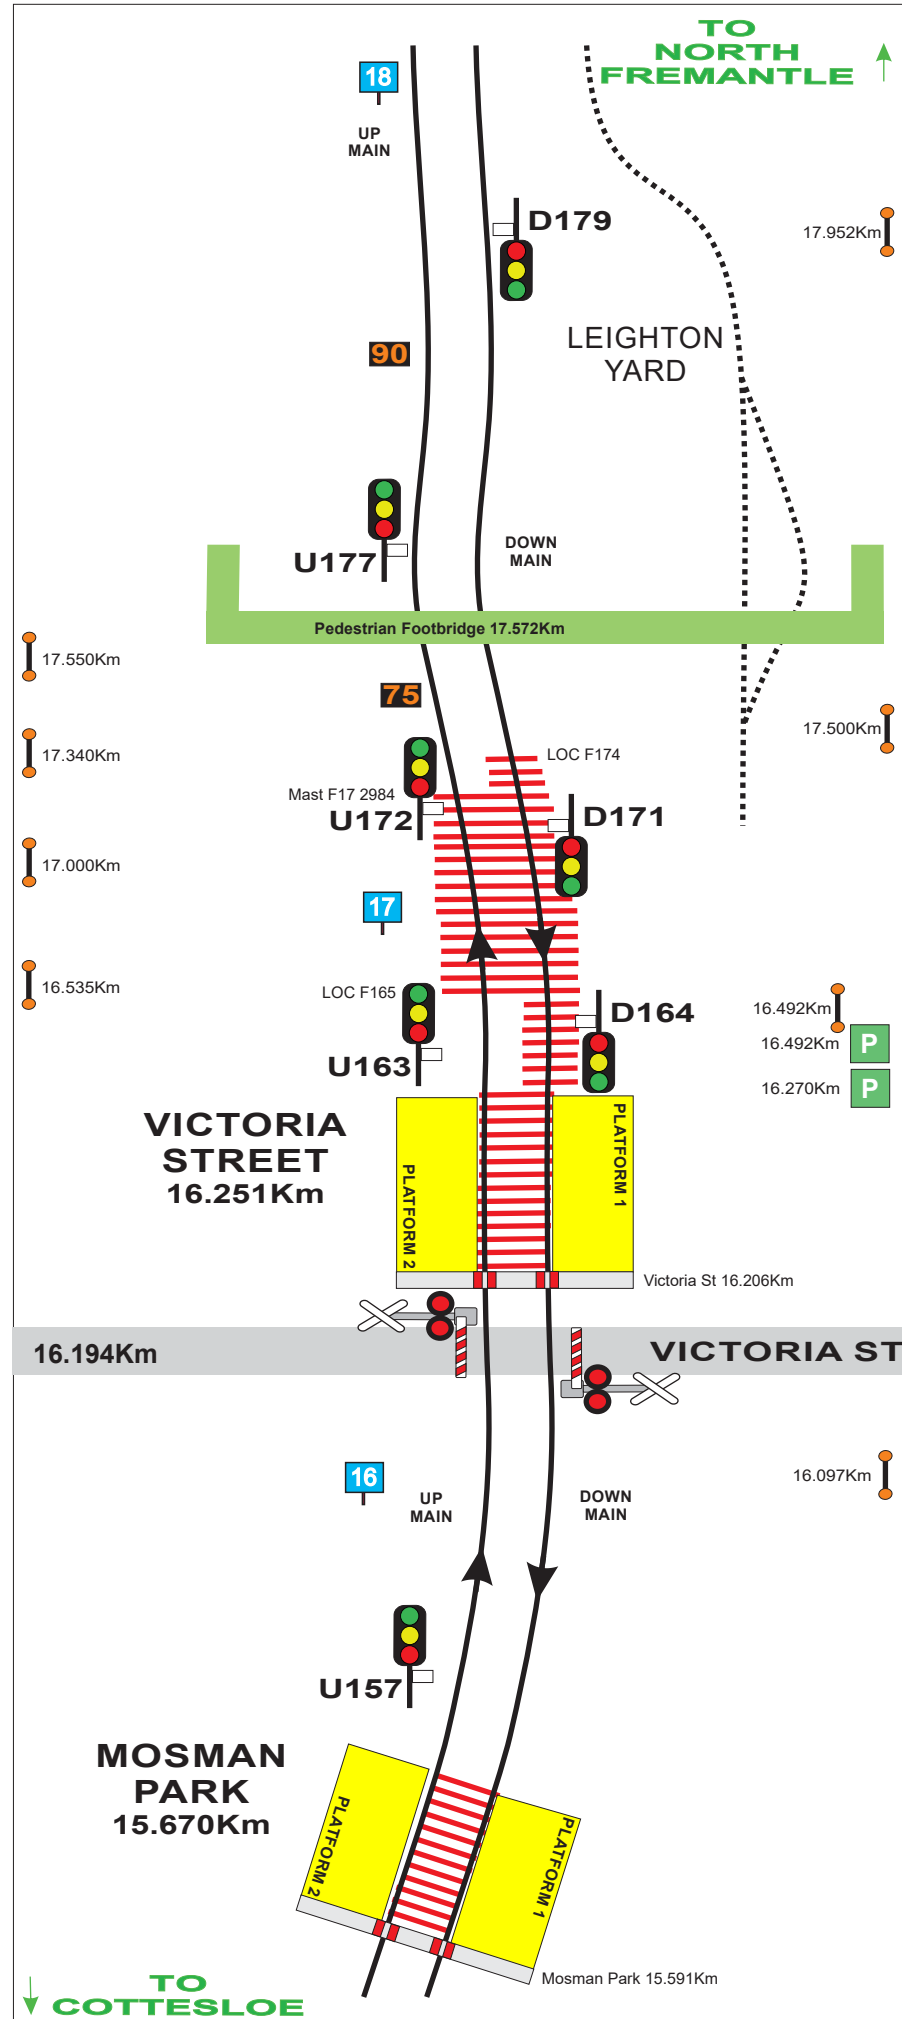 TO
NORTH
FREMANTLE
18
UP
MAIN
D179
17.952Km
LEIGHTON
YARD
90
U177
DOWN
MAIN
Pedestrian Footbridge 17.572Km
17.550Km
75
17.500Km
17.340Km
LOC F174
Mast F17 2984
U172
D171
17.000Km
17
16.535Km
LOC F165
U163
D164
16.492Km
16.492Km P
16.270Km P
VICTORIA
STREET
16.251Km
PLATFORM 2
PLATFORM 1
Victoria St 16.206Km
16.194Km
VICTORIA ST
16
UP
MAIN
DOWN
MAIN
16.097Km
U157
MOSMAN
PARK
15.670Km
PLATFORM 2
PLATFORM 1
Mosman Park 15.591Km
TO
COTTESLOE